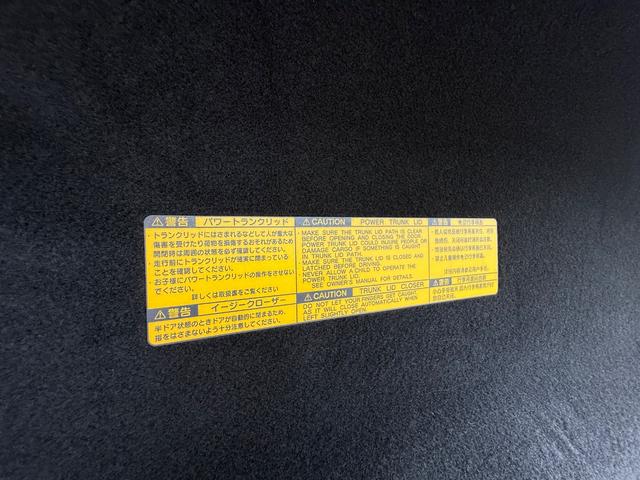 警告 パワートランクリッド
・トランクリッドにはさまれるなどして人が重大な
傷害を受けたり荷物を損傷するおそれがあるため
開閉時は周囲の状態を必ず確認してください。
・走行前にトランクリッドが確実に閉まっている
ことを確認してください。
・お子様にパワートランクリッドの操作をさせない
でください。
詳しくは取扱書をご覧ください
警告 イージークローザー
半ドア状態のときドアが自動的に閉まるため、
指をはさまないよう十分注意してください。
CAUTION POWER TRUNK LID
・MAKE SURE THE TRUNK LID PATH IS CLEAR
BEFORE OPENING AND CLOSING THE DOOR.
POWER TRUNK LID COULD INJURE PEOPLE OR
DAMAGE CARGO IF SOMETHING IS CAUGHT
IN TRUNK LID PATH.
・MAKE SURE THE TRUNK LID IS CLOSED AND
LATCHED BEFORE DRIVING.
・NEVER ALLOW A CHILD TO OPERATE THE
POWER TRUNK LID.
SEE OWNER'S MANUAL FOR DETAILS.
CAUTION TRUNK LID CLOSER
DO NOT LET YOUR FINGERS GET CAUGHT
AS IT WILL CLOSE AUTOMATICALLY WHEN
LEFT SLIGHTLY OPEN.
警告
警告